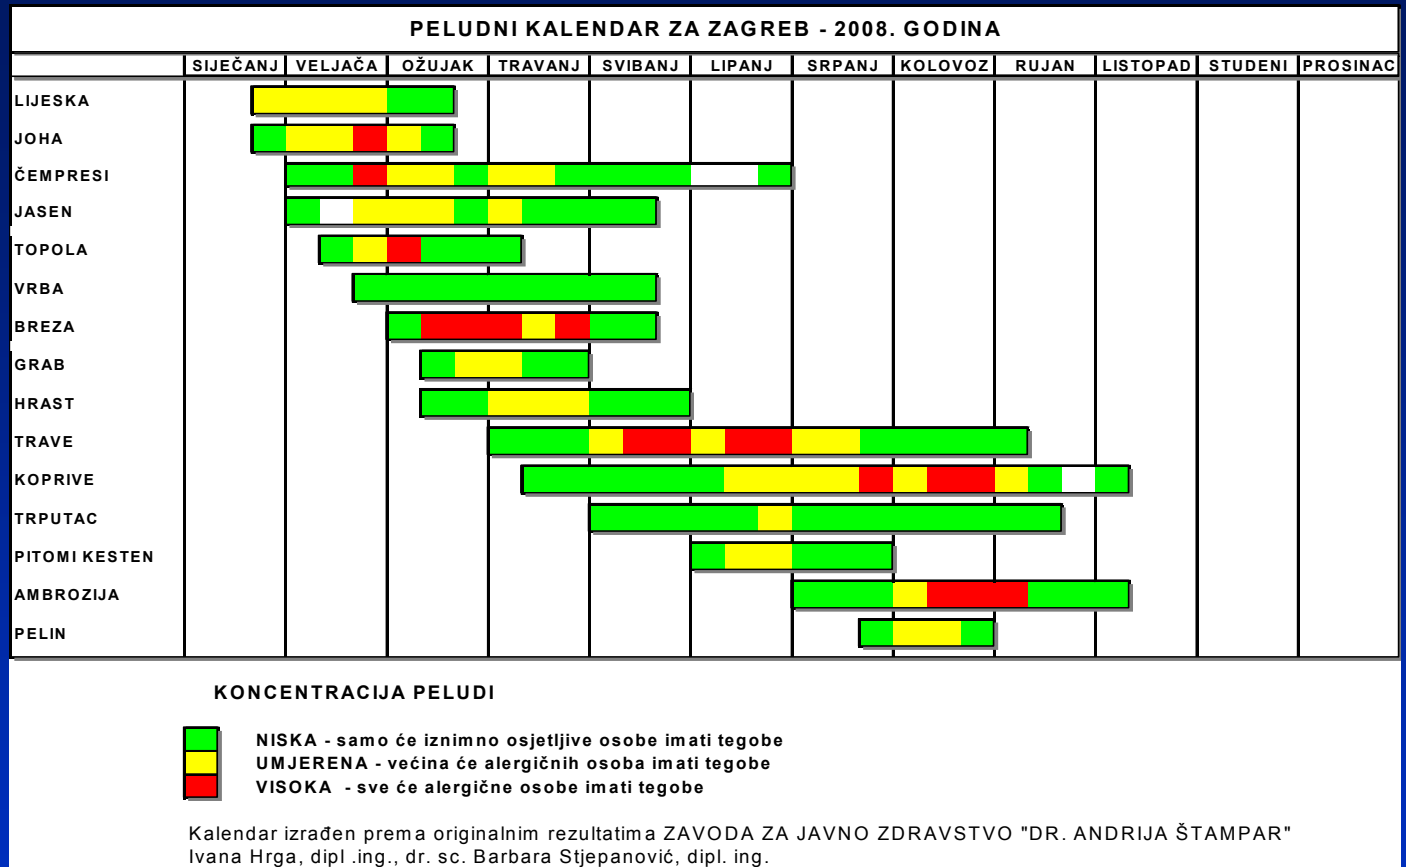 PELUDNI KALENDAR ZA ZAGREB - 2008. GODINA
SIJEČANJ VELJAČA OŽUJAK TRAVANJ SVIBANJ LIPANJ SRPANJ KOLOVOZ RUJAN LISTOPAD STUDENI PROSINAC
LIJESKA
JOHA
ČEMPRESI
JASEN
TOPOLA
VRBA
BREZA
GRAB
HRAST
TRAVE
KOPRIVE
TRPUTAC
PITOMI KESTEN
AMBROZIJA
PELIN
KONCENTRACIJA PELUDI
NISKA - samo će iznimno osjetljive osobe imati tegobe
UMJERENA - većina će alergičnih osoba imati tegobe
VISOKA - sve će alergične osobe imati tegobe
Kalendar izrađen prema originalnim rezultatima ZAVODA ZA JAVNO ZDRAVSTVO "DR. ANDRIJA ŠTAMPAR"
Ivana Hrga, dipl .ing., dr. sc. Barbara Stjepanović, dipl. ing.